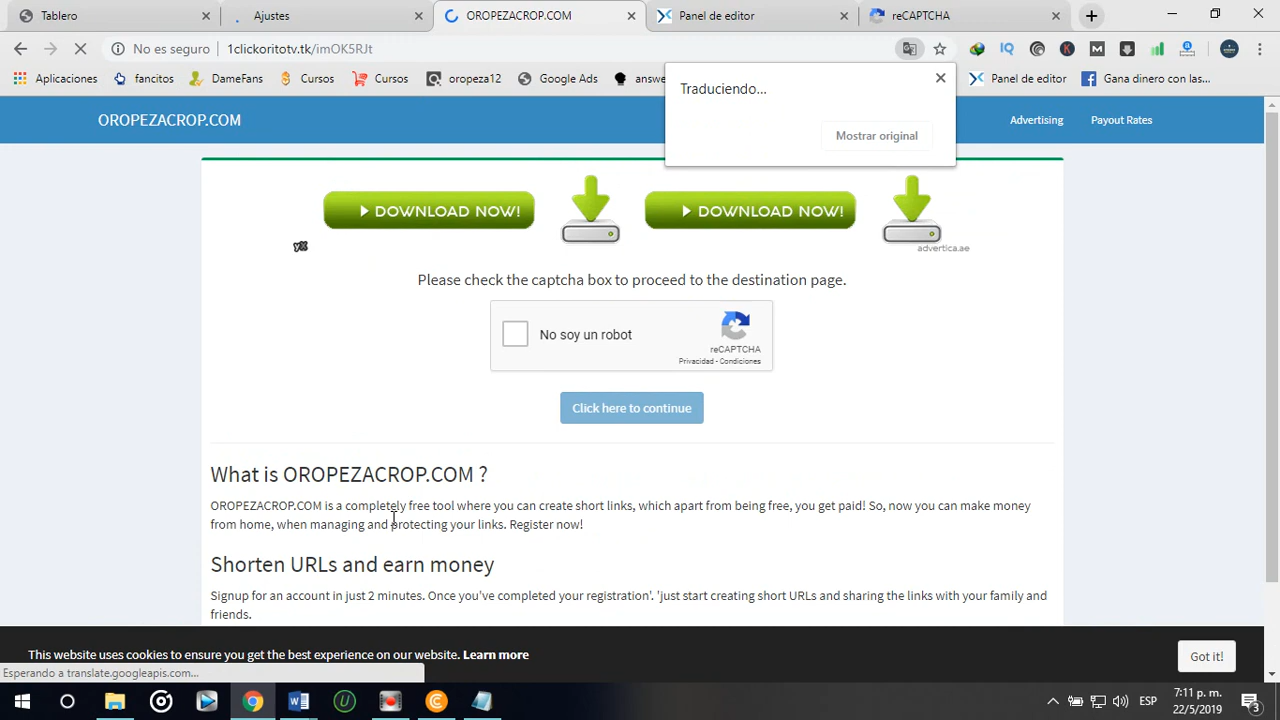 Tablero
Ajustes
OROPEZACROP.COM
Panel de editor
reCAPTCHA
No es seguro
1clickoritotv.tk/imOK5RJt
Aplicaciones
fancitos
DameFans
Cursos
Cursos
oropeza12
Google Ads
answe
Panel de editor
Gana dinero con las...
Traduciendo...
Mostrar original
OROPEZACROP.COM
Advertising
Payout Rates
DOWNLOAD NOW!
DOWNLOAD NOW!
advertica.ae
Please check the captcha box to proceed to the destination page.
No soy un robot
reCAPTCHA
Privacidad - Condiciones
Click here to continue
What is OROPEZACROP.COM ?
OROPEZACROP.COM is a completely free tool where you can create short links, which apart from being free, you get paid! So, now you can make money
from home, when managing and protecting your links. Register now!
Shorten URLs and earn money
Signup for an account in just 2 minutes. Once you've completed your registration'. 'just start creating short URLs and sharing the links with your family and
friends.
This website uses cookies to ensure you get the best experience on our website. Learn more
Got it!
Esperando a translate.googleapis.com...
ESP
7:11 p. m.
22/5/2019
3